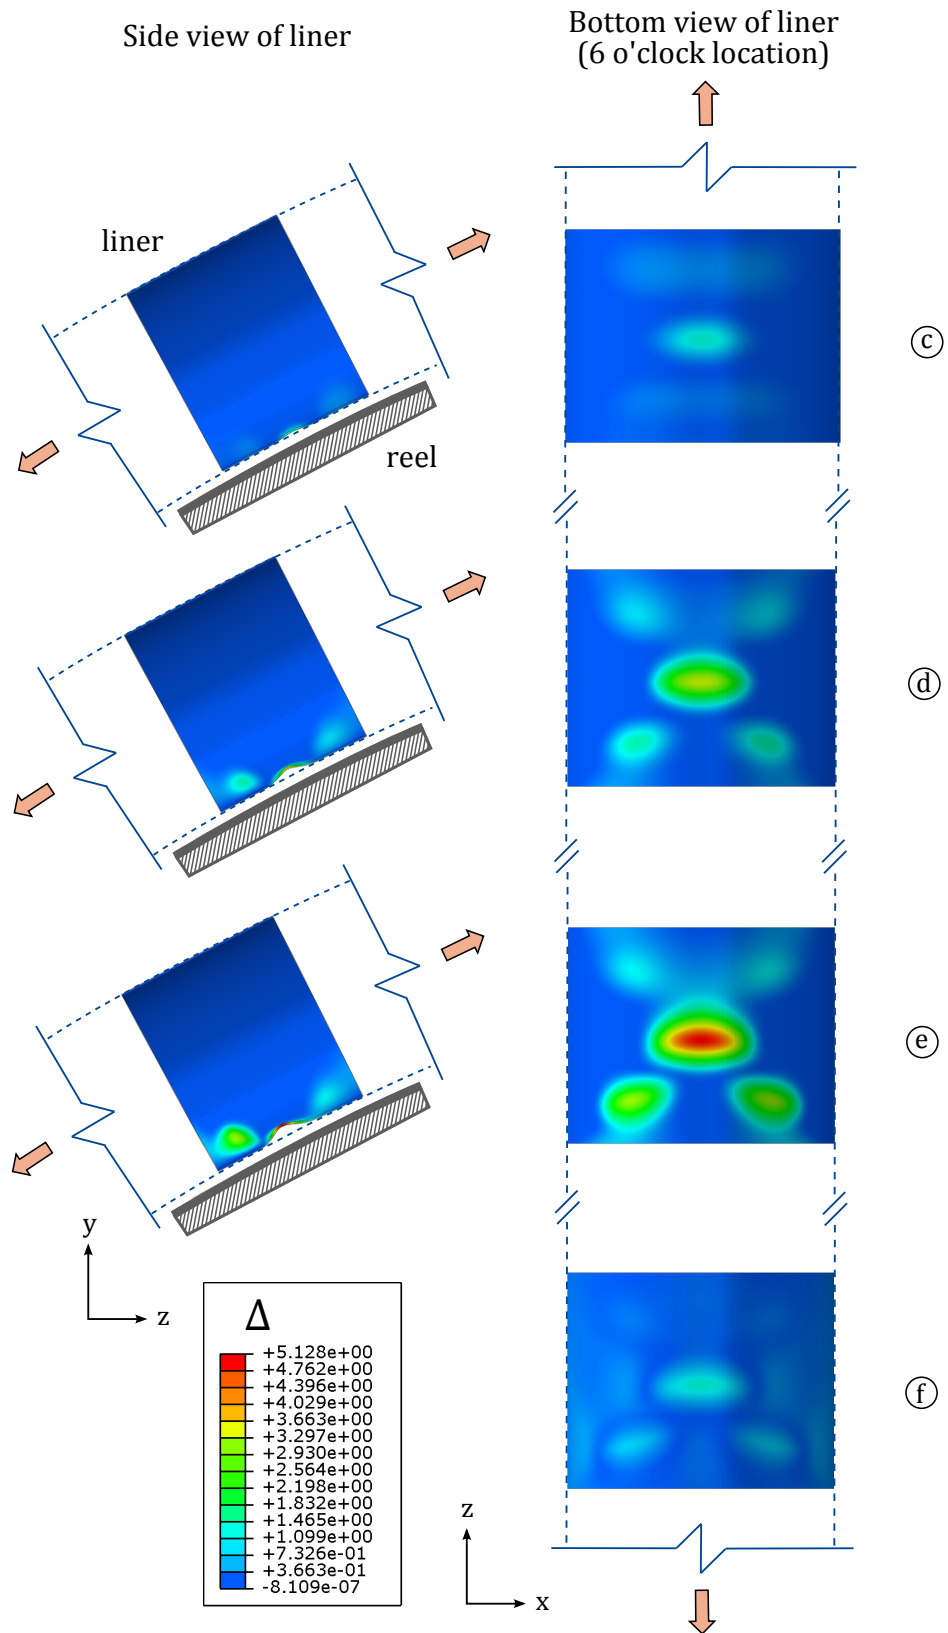 Side view of liner
Bottom view of liner
(6 o'clock location)
liner
reel
c
d
e
f
y
z
Δ
+5.128e+00
+4.762e+00
+4.396e+00
+4.029e+00
+3.663e+00
+3.297e+00
+2.930e+00
+2.564e+00
+2.198e+00
+1.832e+00
+1.465e+00
+1.099e+00
+7.326e-01
+3.663e-01
-8.109e-07
z
x